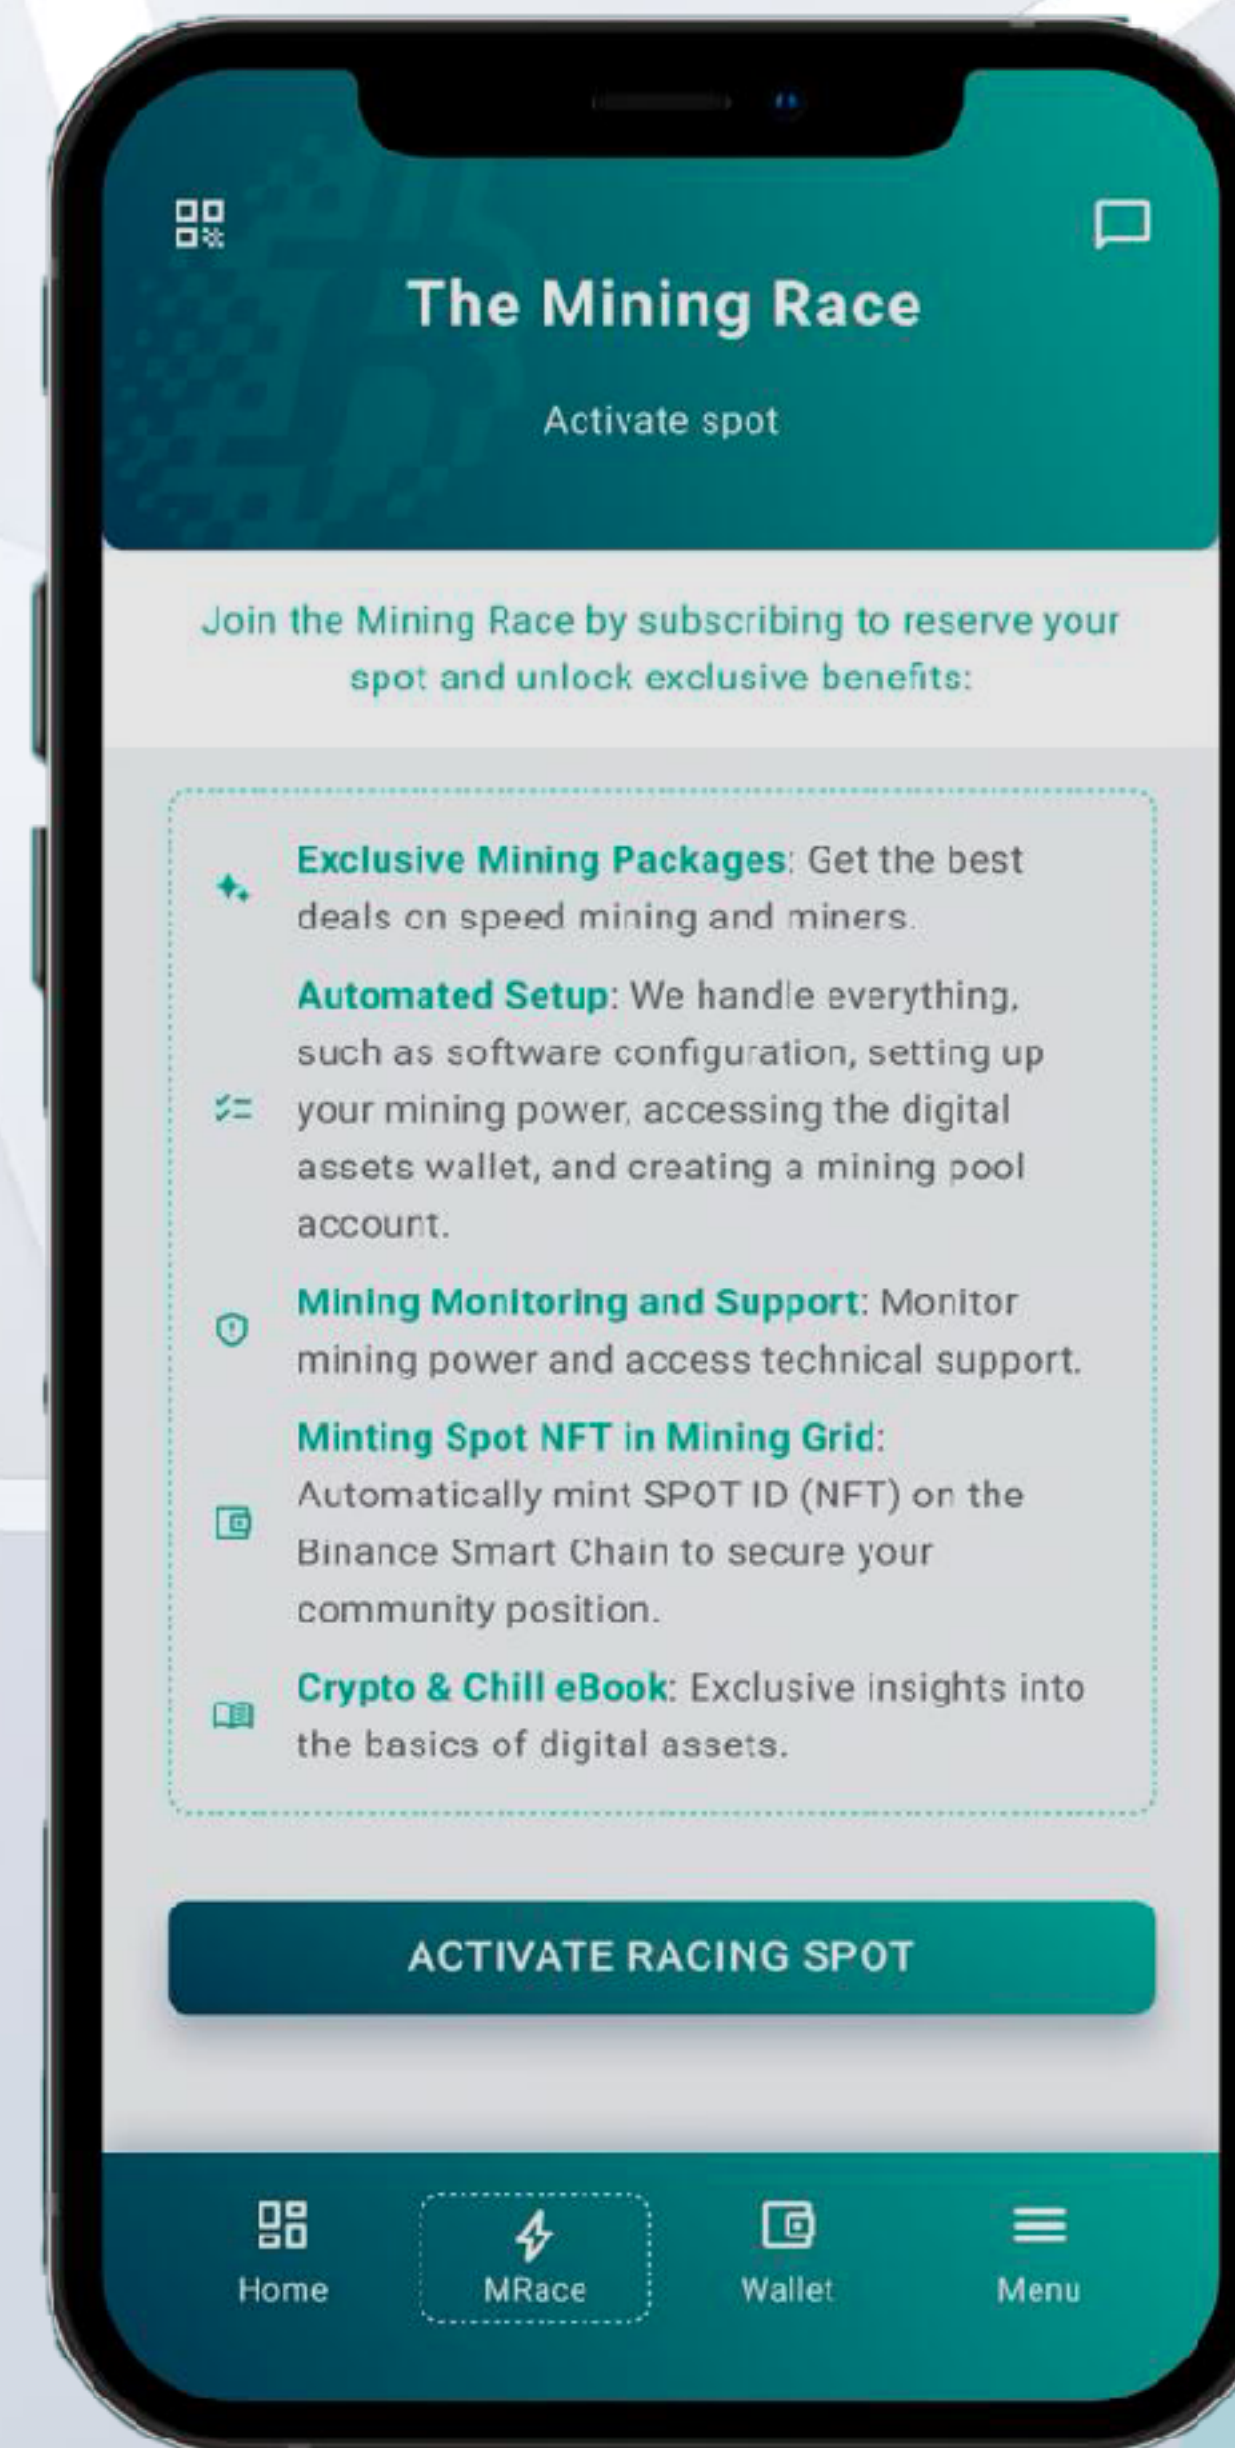 The Mining Race
Activate spot
Join the Mining Race by subscribing to reserve your
spot and unlock exclusive benefits:
Exclusive Mining Packages: Get the best
deals on speed mining and miners.
Automated Setup: We handle everything,
such as software configuration, setting up
your mining power, accessing the digital
assets wallet, and creating a mining pool
account.
Mining Monitoring and Support: Monitor
mining power and access technical support.
Minting Spot NFT in Mining Grid:
Automatically mint SPOT ID (NFT) on the
Binance Smart Chain to secure your
community position.
Crypto & Chill eBook: Exclusive insights into
the basics of digital assets.
ACTIVATE RACING SPOT
Home MRace Wallet Menu